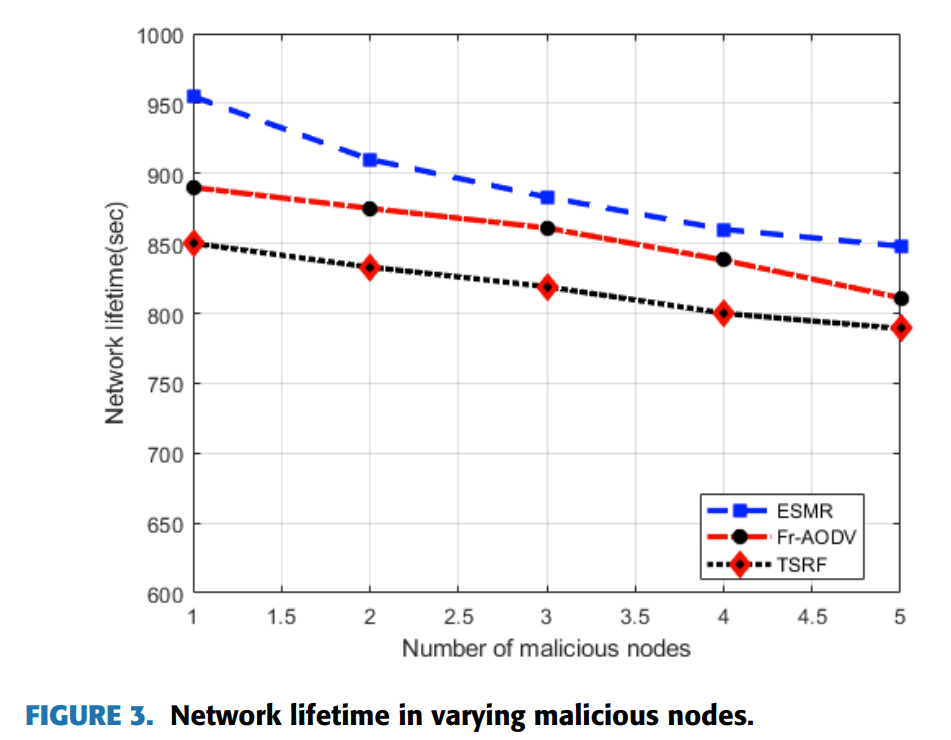 1000
950
900
850
800
750
700
650
600
Network lifetime(sec)
ESMR
Fr-AODV
TSRF
1 1.5 2 2.5 3 3.5 4 4.5 5
Number of malicious nodes
FIGURE 3. Network lifetime in varying malicious nodes.